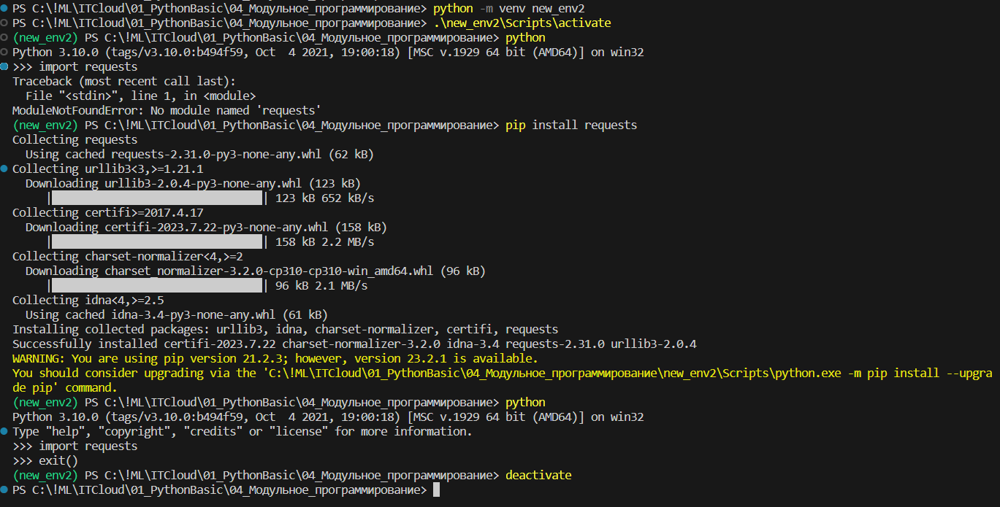 PS C:\!ML\ITCloud\01_PythonBasic\04_Модульное_программирование> python -m venv new_env2
PS C:\!ML\ITCloud\01_PythonBasic\04_Модульное_программирование> .\new_env2\Scripts\activate
(new_env2) PS C:\!ML\ITCloud\01_PythonBasic\04_Модульное_программирование> python
Python 3.10.0 (tags/v3.10.0:b494f59, Oct  4 2021, 19:00:18) [MSC v.1929 64 bit (AMD64)] on win32
>>> import requests
Traceback (most recent call last):
  File "<stdin>", line 1, in <module>
ModuleNotFoundError: No module named 'requests'
(new_env2) PS C:\!ML\ITCloud\01_PythonBasic\04_Модульное_программирование> pip install requests
Collecting requests
  Using cached requests-2.31.0-py3-none-any.whl (62 kB)
Collecting urllib3<3,>=1.21.1
  Downloading urllib3-2.0.4-py3-none-any.whl (123 kB)
     |████████████████████████████████| 123 kB 652 kB/s
Collecting certifi>=2017.4.17
  Downloading certifi-2023.7.22-py3-none-any.whl (158 kB)
     |████████████████████████████████| 158 kB 2.2 MB/s
Collecting charset-normalizer<4,>=2
  Downloading charset_normalizer-3.2.0-cp310-cp310-win_amd64.whl (96 kB)
     |████████████████████████████████| 96 kB 2.1 MB/s
Collecting idna<4,>=2.5
  Using cached idna-3.4-py3-none-any.whl (61 kB)
Installing collected packages: urllib3, idna, charset-normalizer, certifi, requests
Successfully installed certifi-2023.7.22 charset-normalizer-3.2.0 idna-3.4 requests-2.31.0 urllib3-2.0.4
WARNING: You are using pip version 21.2.3; however, version 23.2.1 is available.
You should consider upgrading via the 'C:\!ML\ITCloud\01_PythonBasic\04_Модульное_программирование\new_env2\Scripts\python.exe -m pip install --upgra
de pip' command.
(new_env2) PS C:\!ML\ITCloud\01_PythonBasic\04_Модульное_программирование> python
Python 3.10.0 (tags/v3.10.0:b494f59, Oct  4 2021, 19:00:18) [MSC v.1929 64 bit (AMD64)] on win32
Type "help", "copyright", "credits" or "license" for more information.
>>> import requests
>>> exit()
(new_env2) PS C:\!ML\ITCloud\01_PythonBasic\04_Модульное_программирование> deactivate
PS C:\!ML\ITCloud\01_PythonBasic\04_Модульное_программирование>